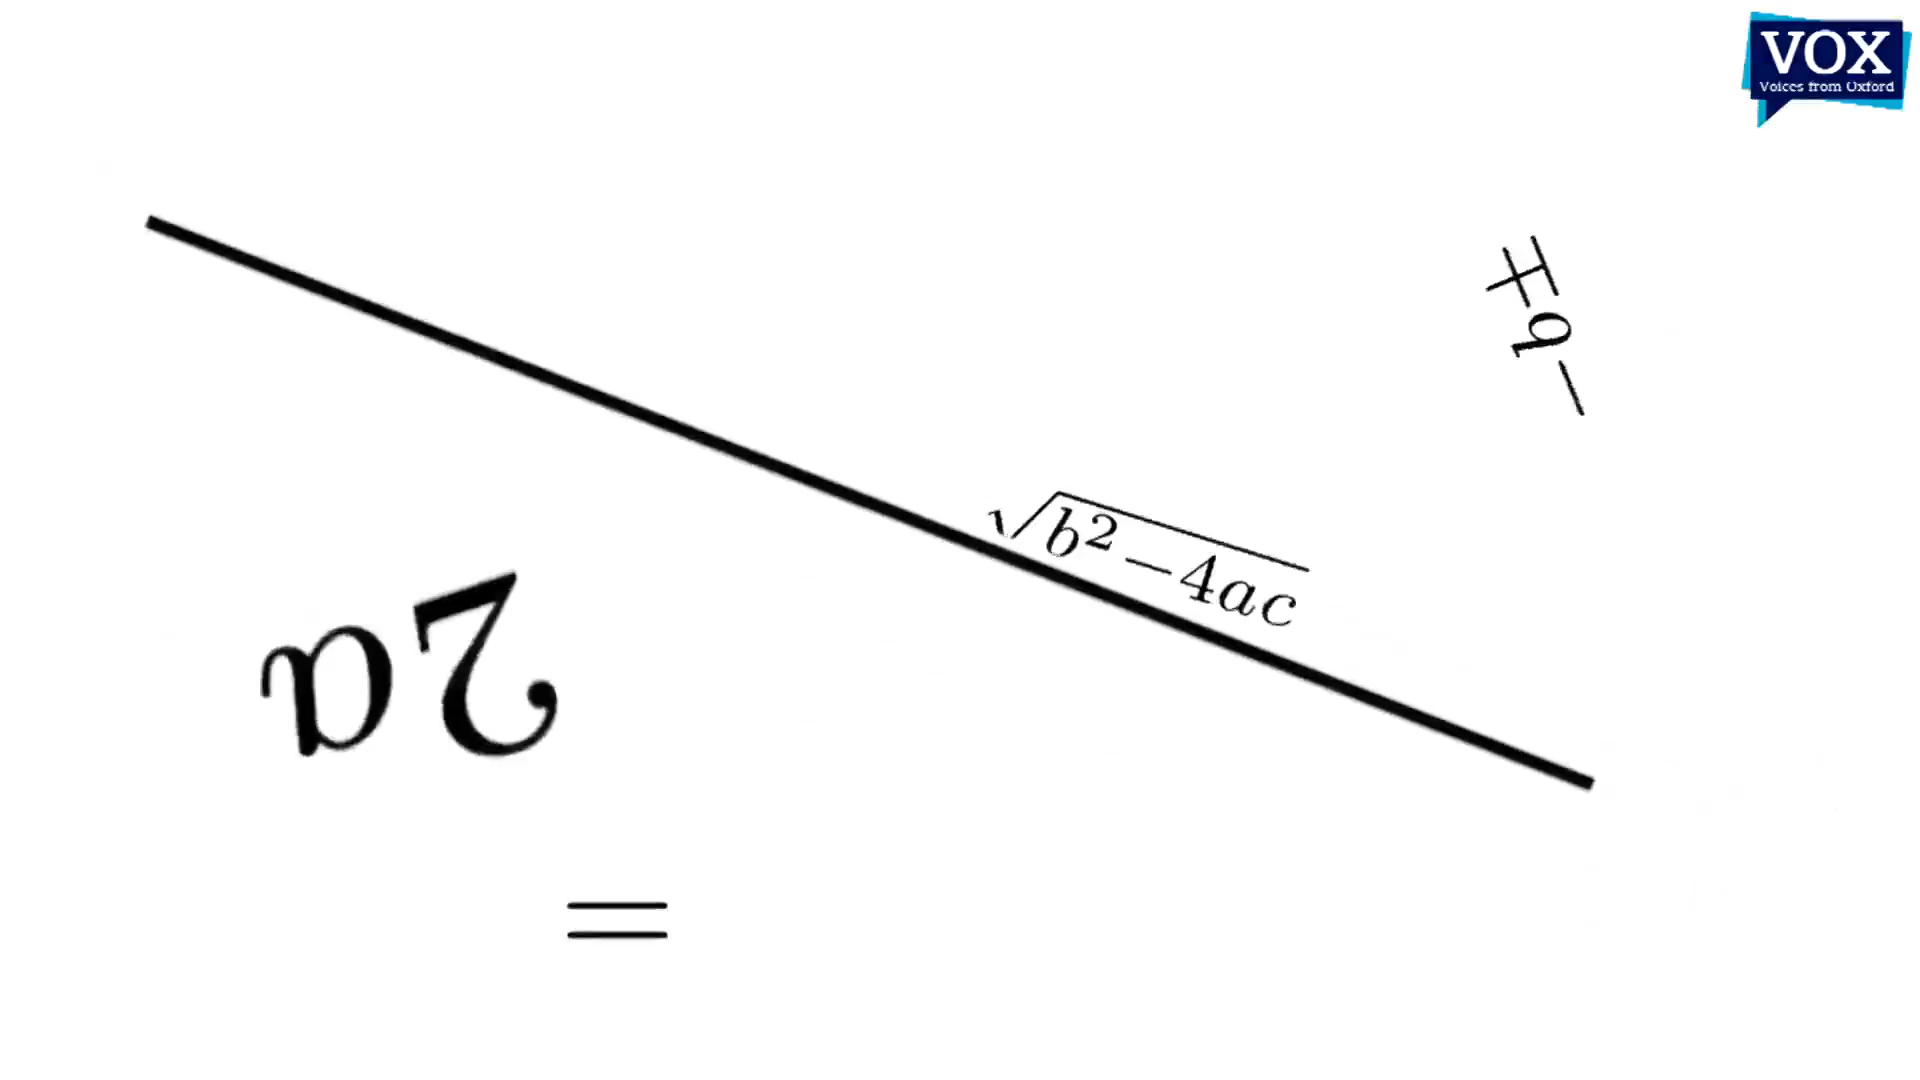 VOX
Voices from Oxford
-b±
√b²-4ac
2a
=